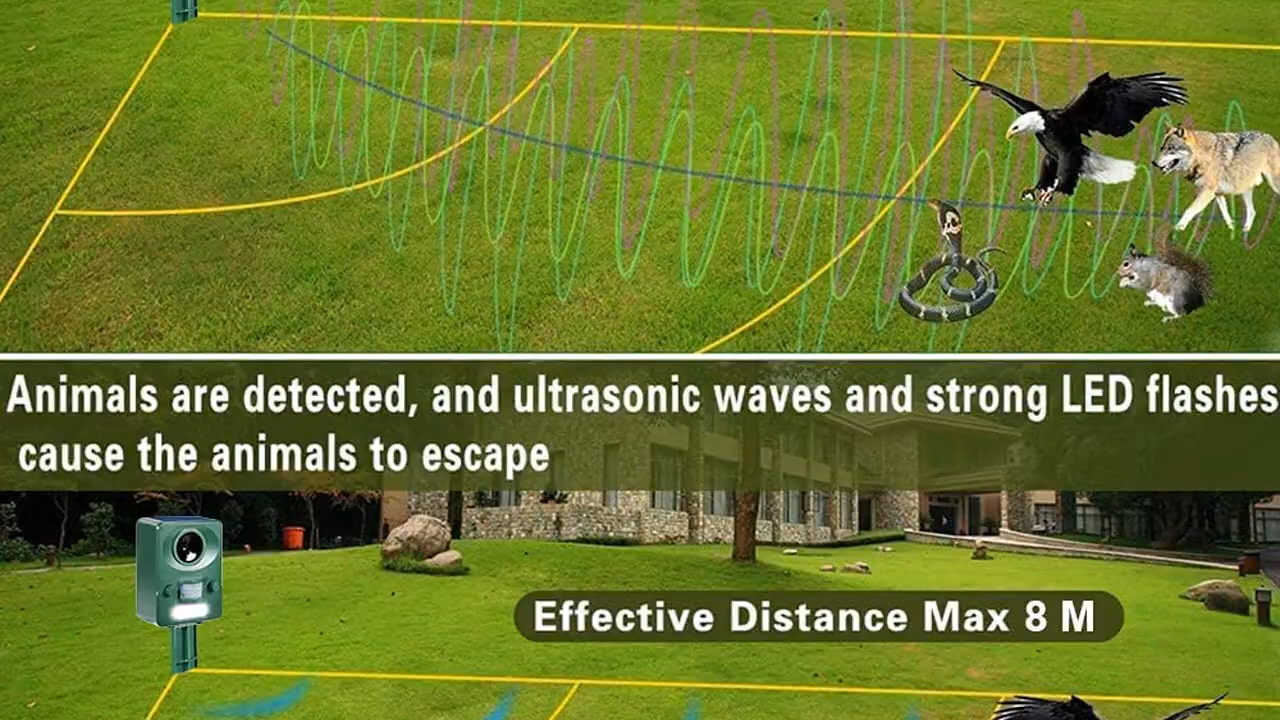 Animals are detected, and ultrasonic waves and strong LED flashes
cause the animals to escape
Effective Distance Max 8 M